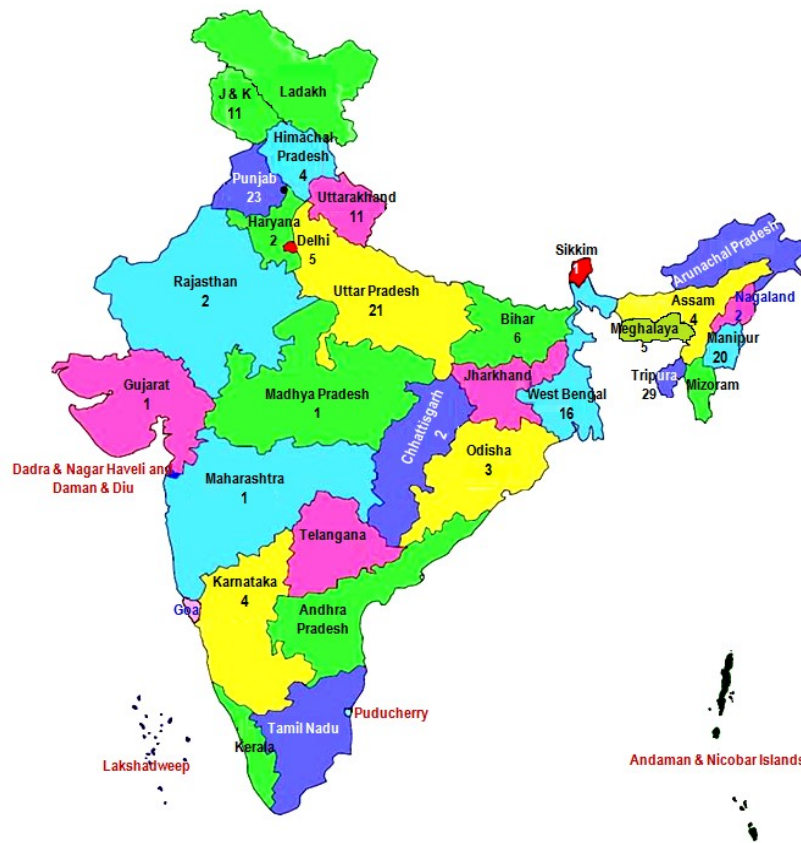 Ladakh
J & K
11
Himachal
Pradesh
4
Punjab
23
Uttarakhand
11
Haryana
2
Delhi
5
Rajasthan
2
Uttar Pradesh
21
Bihar
6
Sikkim
1
Arunachal Pradesh
Assam
4
Nagaland
2
Meghalaya
5
Manipur
20
Tripura
29
Mizoram
Gujarat
1
Madhya Pradesh
1
Jharkhand
West Bengal
16
Chhattisgarh
2
Odisha
3
Dadra & Nagar Haveli and
Daman & Diu
Maharashtra
1
Telangana
Karnataka
4
Goa
Andhra
Pradesh
Puducherry
Tamil Nadu
Kerala
Lakshadweep
Andaman & Nicobar Islands